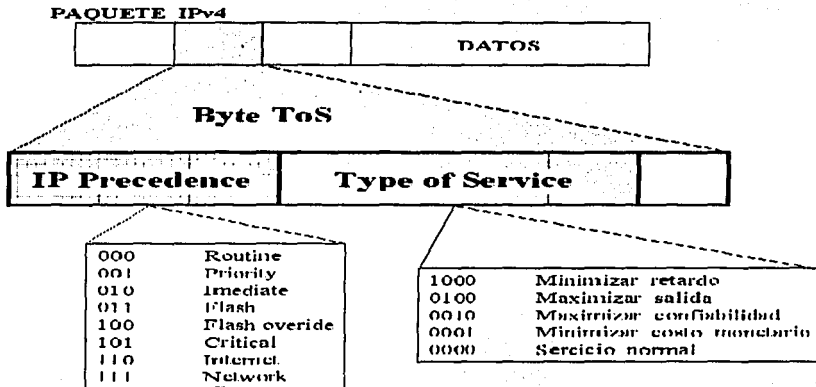 PAQUETE IPv4
DATOS
Byte ToS
IP Precedence
Type of Service
000 Routine
001 Priority
010 Imediate
011 Flash
100 Flash overide
101 Critical
110 Internet.
111 Network
1000 Minimizar retardo
0100 Maximizar salida
0010 Maximizar confiabilidad
0001 Minimizar costo monetario
0000 Sercicio normal